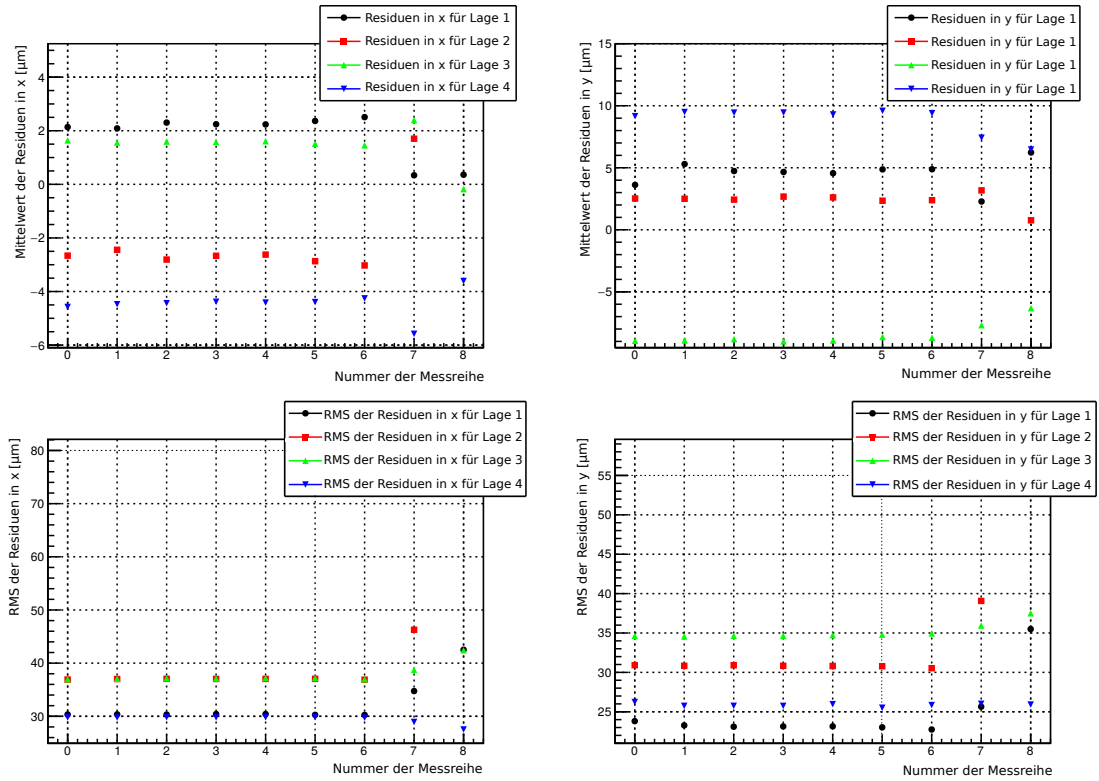 Residuen in x für Lage 1
Residuen in x für Lage 2
Residuen in x für Lage 3
Residuen in x für Lage 4
Mittelwert der Residuen in x [μm]
4
2
0
−2
−4
−6
0 1 2 3 4 5 6 7 8
Nummer der Messreihe
Residuen in y für Lage 1
Residuen in y für Lage 1
Residuen in y für Lage 1
Residuen in y für Lage 1
Mittelwert der Residuen in y [μm]
15
10
5
0
−5
0 1 2 3 4 5 6 7 8
Nummer der Messreihe
RMS der Residuen in x für Lage 1
RMS der Residuen in x für Lage 2
RMS der Residuen in x für Lage 3
RMS der Residuen in x für Lage 4
RMS der Residuen in x [μm]
80
70
60
50
40
30
0 1 2 3 4 5 6 7 8
Nummer der Messreihe
RMS der Residuen in y für Lage 1
RMS der Residuen in y für Lage 2
RMS der Residuen in y für Lage 3
RMS der Residuen in y für Lage 4
RMS der Residuen in y [μm]
55
50
45
40
35
30
25
0 1 2 3 4 5 6 7 8
Nummer der Messreihe